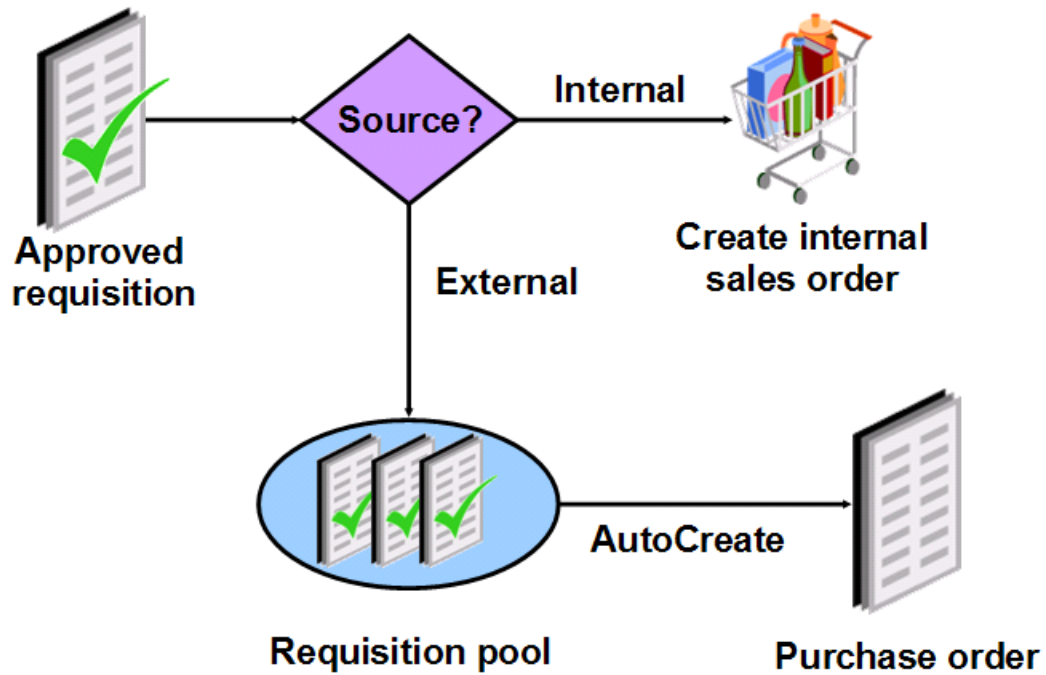 Source?
Internal
Approved
requisition
Create internal
sales order
External
AutoCreate
Requisition pool
Purchase order